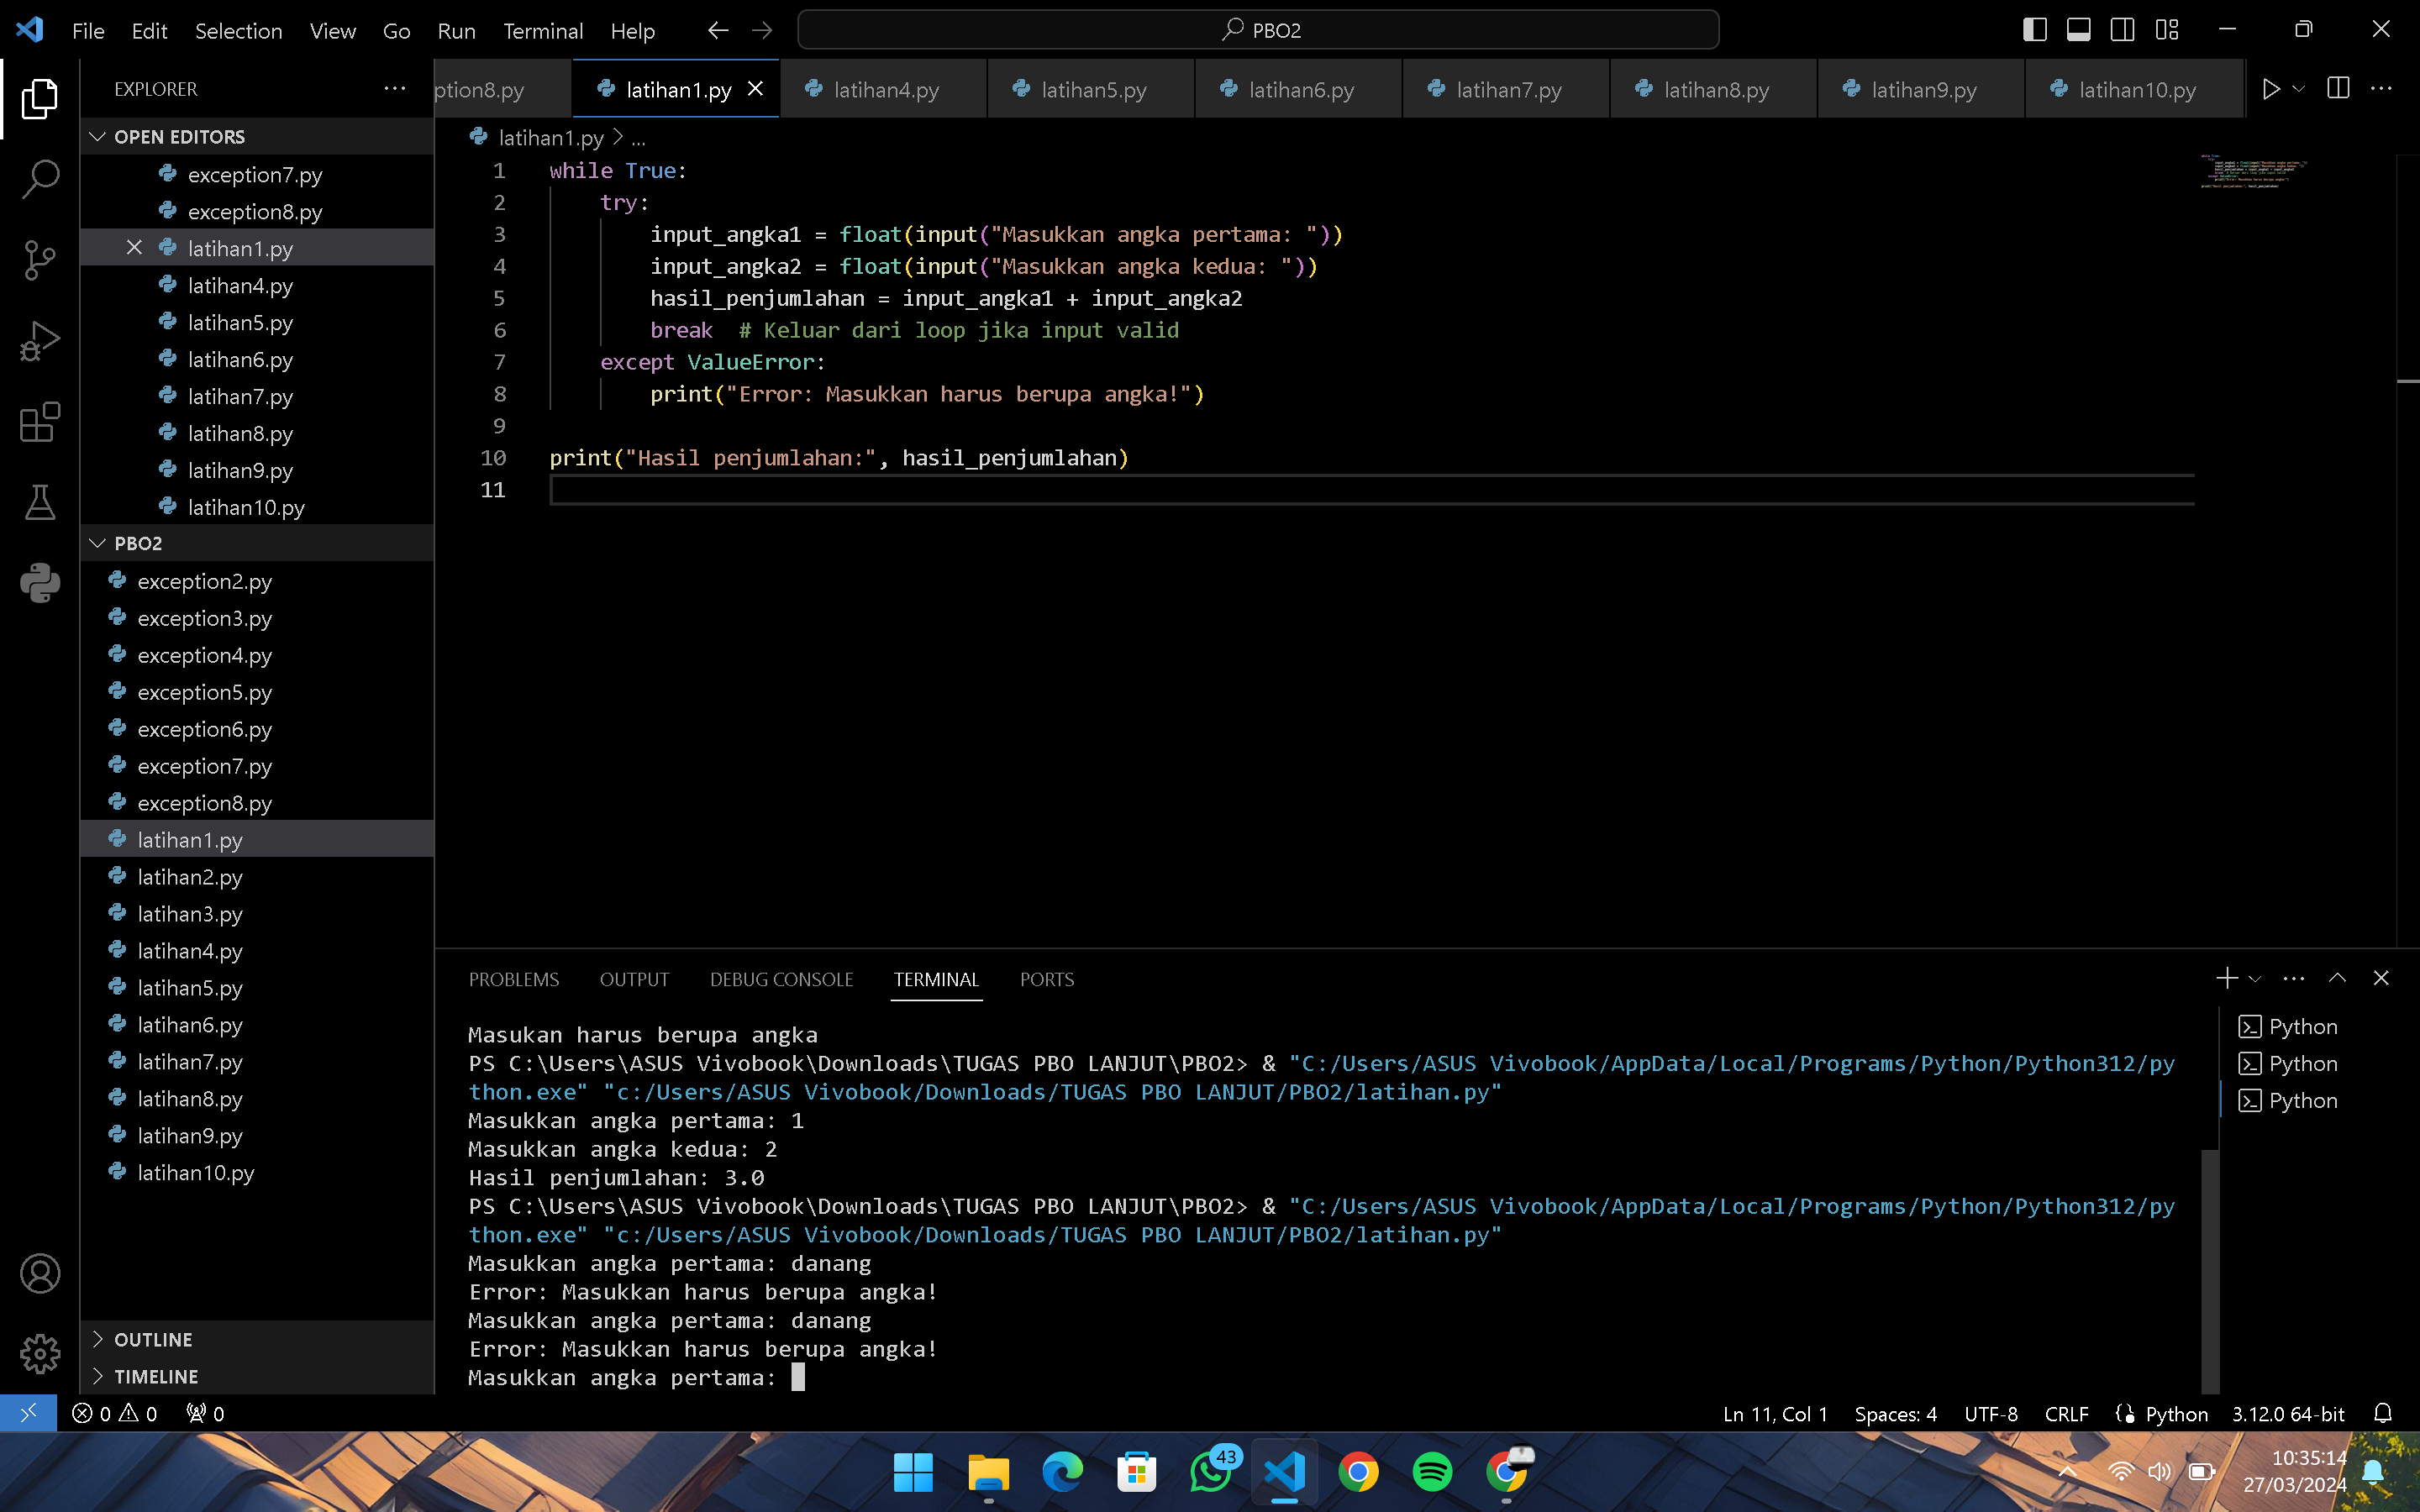 File Edit Selection View Go Run Terminal Help
PBO2
EXPLORER
ption8.py latihan1.py latihan4.py latihan5.py latihan6.py latihan7.py latihan8.py latihan9.py latihan10.py
OPEN EDITORS
exception7.py
exception8.py
latihan1.py
latihan4.py
latihan5.py
latihan6.py
latihan7.py
latihan8.py
latihan9.py
latihan10.py
PBO2
exception2.py
exception3.py
exception4.py
exception5.py
exception6.py
exception7.py
exception8.py
latihan1.py
latihan2.py
latihan3.py
latihan4.py
latihan5.py
latihan6.py
latihan7.py
latihan8.py
latihan9.py
latihan10.py
OUTLINE
TIMELINE
latihan1.py > ...
1 while True:
2 try:
3 input_angka1 = float(input("Masukkan angka pertama: "))
4 input_angka2 = float(input("Masukkan angka kedua: "))
5 hasil_penjumlahan = input_angka1 + input_angka2
6 break # Keluar dari loop jika input valid
7 except ValueError:
8 print("Error: Masukkan harus berupa angka!")
9
10 print("Hasil penjumlahan:", hasil_penjumlahan)
11
PROBLEMS OUTPUT DEBUG CONSOLE TERMINAL PORTS
Masukan harus berupa angka
PS C:\Users\ASUS Vivobook\Downloads\TUGAS PBO LANJUT\PBO2> & "C:/Users/ASUS Vivobook/AppData/Local/Programs/Python/Python312/py
thon.exe" "c:/Users/ASUS Vivobook/Downloads/TUGAS PBO LANJUT/PBO2/latihan.py"
Masukkan angka pertama: 1
Masukkan angka kedua: 2
Hasil penjumlahan: 3.0
PS C:\Users\ASUS Vivobook\Downloads\TUGAS PBO LANJUT\PBO2> & "C:/Users/ASUS Vivobook/AppData/Local/Programs/Python/Python312/py
thon.exe" "c:/Users/ASUS Vivobook/Downloads/TUGAS PBO LANJUT/PBO2/latihan.py"
Masukkan angka pertama: danang
Error: Masukkan harus berupa angka!
Masukkan angka pertama: danang
Error: Masukkan harus berupa angka!
Masukkan angka pertama:
Python
Python
Python
0 0 0 Ln 11, Col 1 Spaces: 4 UTF-8 CRLF Python 3.12.0 64-bit
43
10:35:14
27/03/2024